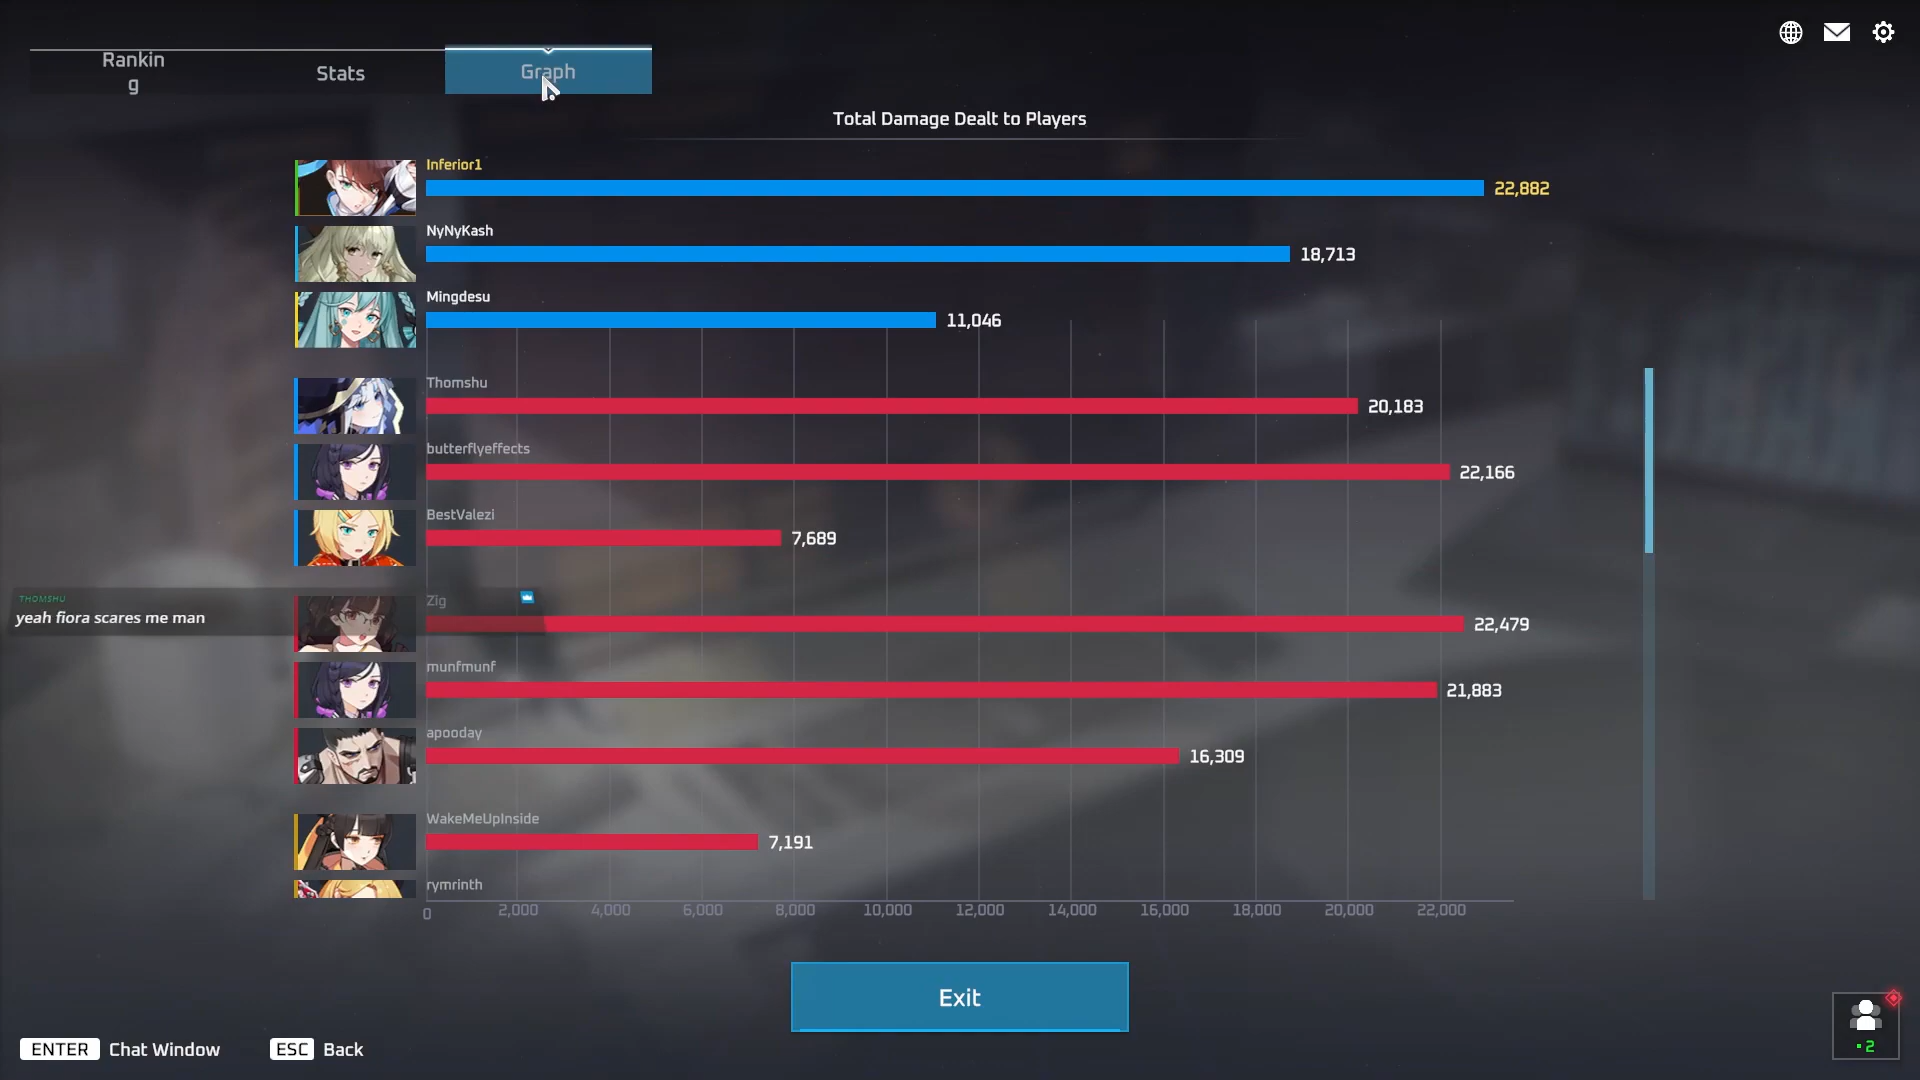 Rankin
g
Stats
Graph
Total Damage Dealt to Players
Inferior1
22,882
NyNyKash
18,713
Mingdesu
11,046
Thomshu
20,183
butterflyeffects
22,166
BestValezi
7,689
THOMSHU
yeah fiora scares me man
Zig
22,479
munfmunf
21,883
apooday
16,309
WakeMeUpInside
7,191
rymrinth
0 2,000 4,000 6,000 8,000 10,000 12,000 14,000 16,000 18,000 20,000 22,000
Exit
ENTER Chat Window ESC Back
2